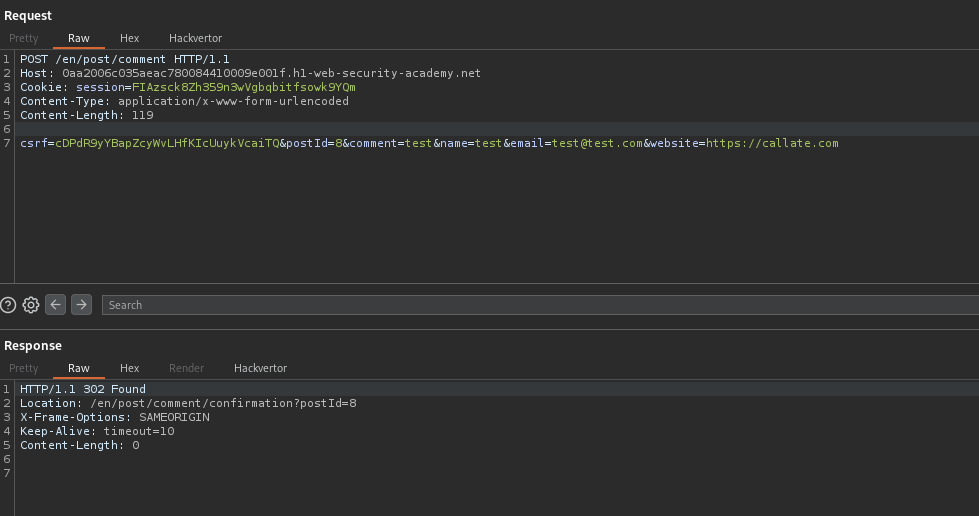 Request
Pretty Raw Hex Hackvertor
1 POST /en/post/comment HTTP/1.1
2 Host: 0aa2006c035aeac780084410009e001f.h1-web-security-academy.net
3 Cookie: session=FIAzsck8Zh359n3wVgbqbitfsowk9YQm
4 Content-Type: application/x-www-form-urlencoded
5 Content-Length: 119
6
7 csrf=cDPdR9yYBapZcyWvLHfKIcUuykVcaiTQ&postId=8&comment=test&name=test&email=test@test.com&website=https://callate.com
Search
Response
Pretty Raw Hex Render Hackvertor
1 HTTP/1.1 302 Found
2 Location: /en/post/comment/confirmation?postId=8
3 X-Frame-Options: SAMEORIGIN
4 Keep-Alive: timeout=10
5 Content-Length: 0
6
7